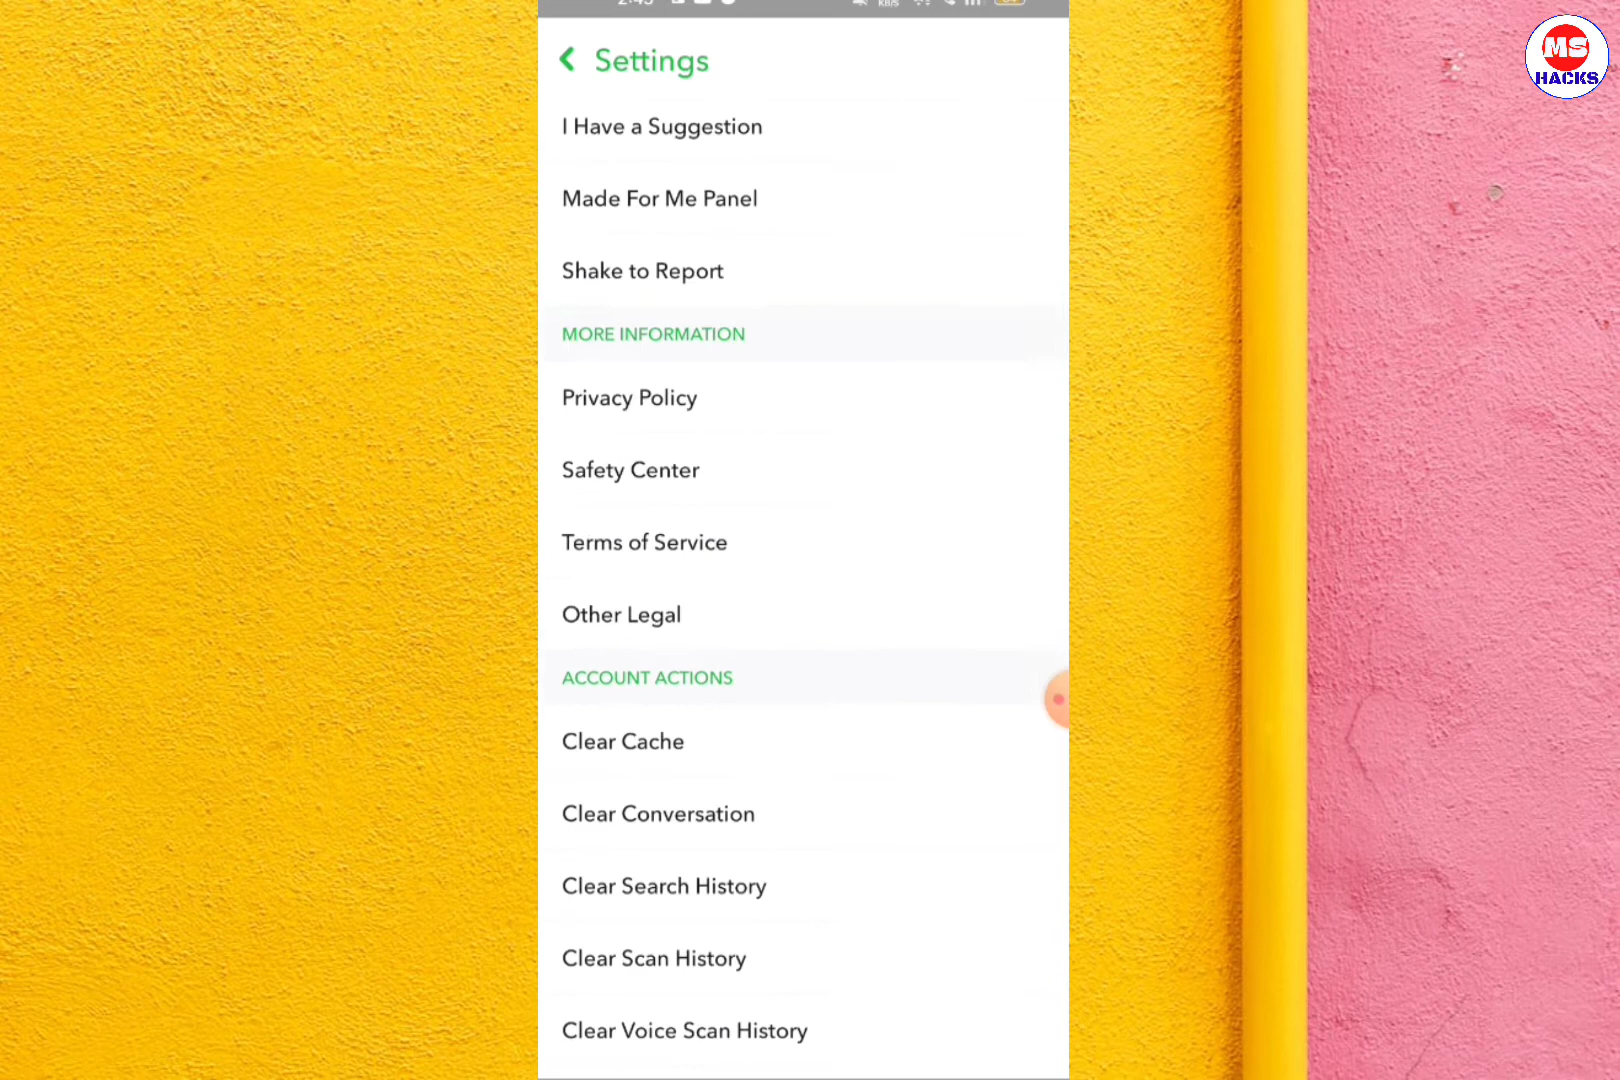 MS
HACKS
Settings
I Have a Suggestion
Made For Me Panel
Shake to Report
MORE INFORMATION
Privacy Policy
Safety Center
Terms of Service
Other Legal
ACCOUNT ACTIONS
Clear Cache
Clear Conversation
Clear Search History
Clear Scan History
Clear Voice Scan History